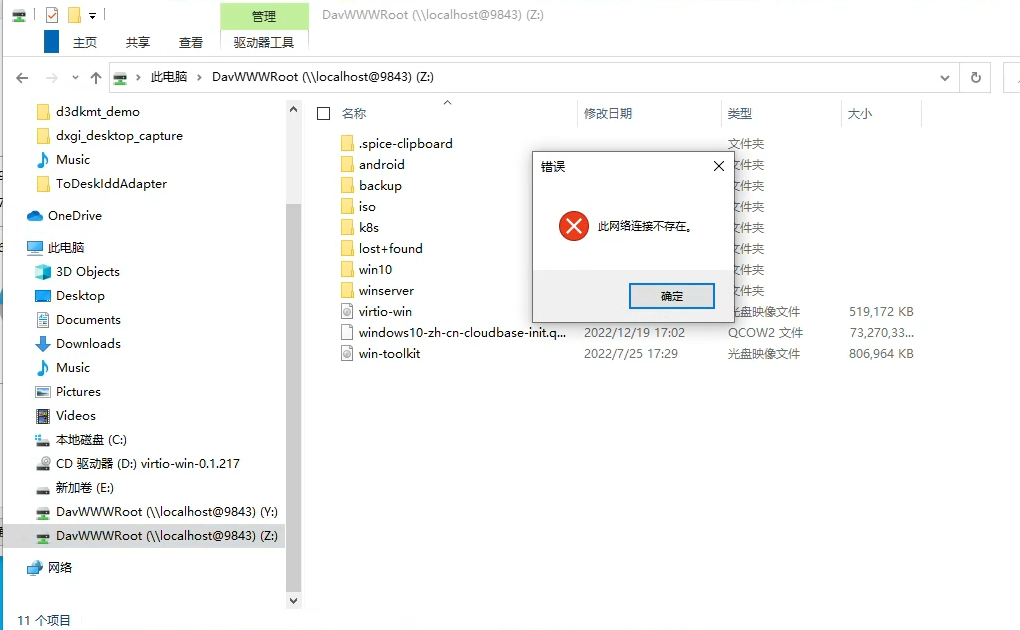 管理
DavWWWRoot (\\localhost@9843) (Z:)
主页 共享 查看 驱动器工具
此电脑 DavWWWRoot (\\localhost@9843) (Z:)
d3dkmt_demo
dxgi_desktop_capture
Music
ToDeskIddAdapter
OneDrive
此电脑
3D Objects
Desktop
Documents
Downloads
Music
Pictures
Videos
本地磁盘 (C:)
CD 驱动器 (D:) virtio-win-0.1.217
新加卷 (E:)
DavWWWRoot (\\localhost@9843) (Y:)
DavWWWRoot (\\localhost@9843) (Z:)
网络
名称 修改日期 类型 大小
.spice-clipboard 文件夹
android 文件夹
backup 文件夹
iso 文件夹
k8s 文件夹
lost+found 文件夹
win10 文件夹
winserver 文件夹
virtio-win 光盘映像文件 519,172 KB
windows10-zh-cn-cloudbase-init.q... 2022/12/19 17:02 QCOW2 文件 73,270,33...
win-toolkit 2022/7/25 17:29 光盘映像文件 806,964 KB
错误
此网络连接不存在。
确定
11 个项目